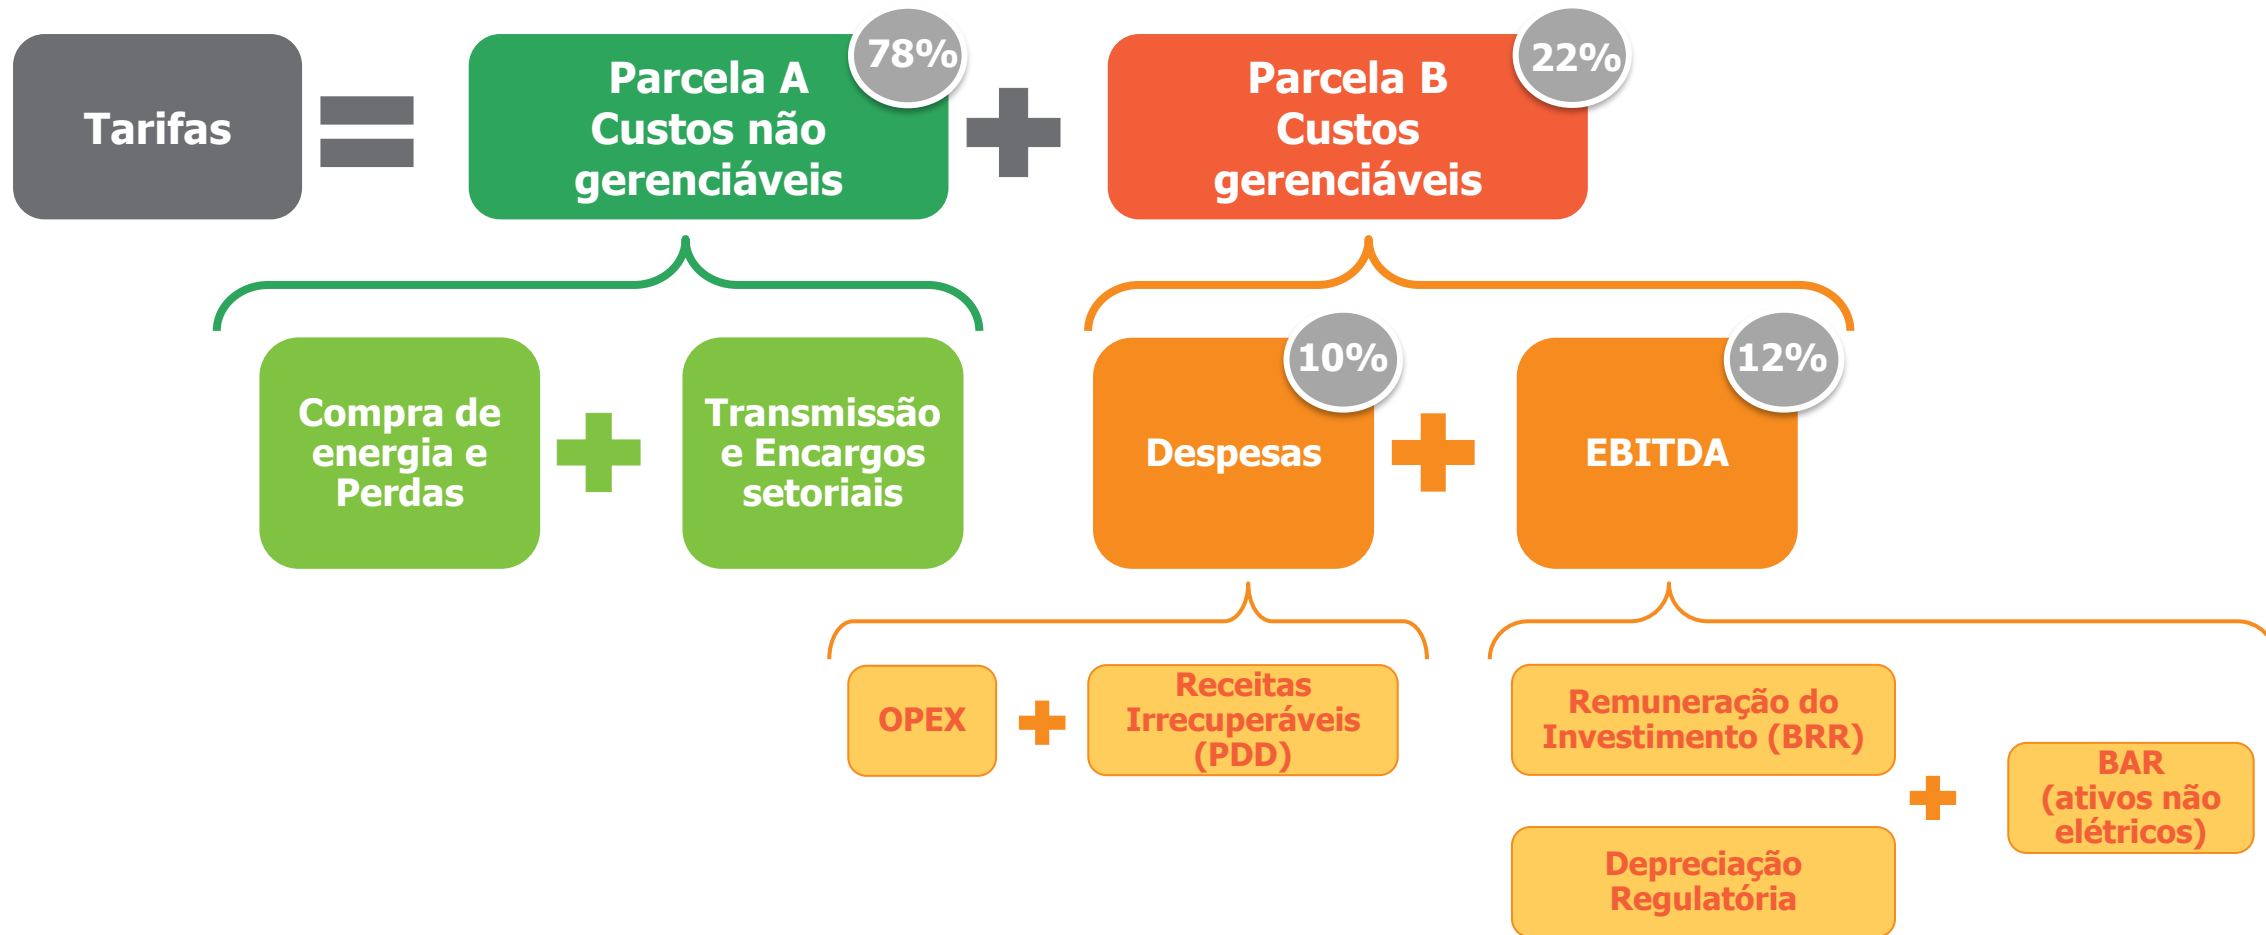 Tarifas
Parcela A
Custos não
gerenciáveis
78%
Parcela B
Custos
gerenciáveis
22%
Compra de
energia e
Perdas
Transmissão
e Encargos
setoriais
Despesas
10%
EBITDA
12%
OPEX
Receitas
Irrecuperáveis
(PDD)
Remuneração do
Investimento (BRR)
Depreciação
Regulatória
BAR
(ativos não
elétricos)